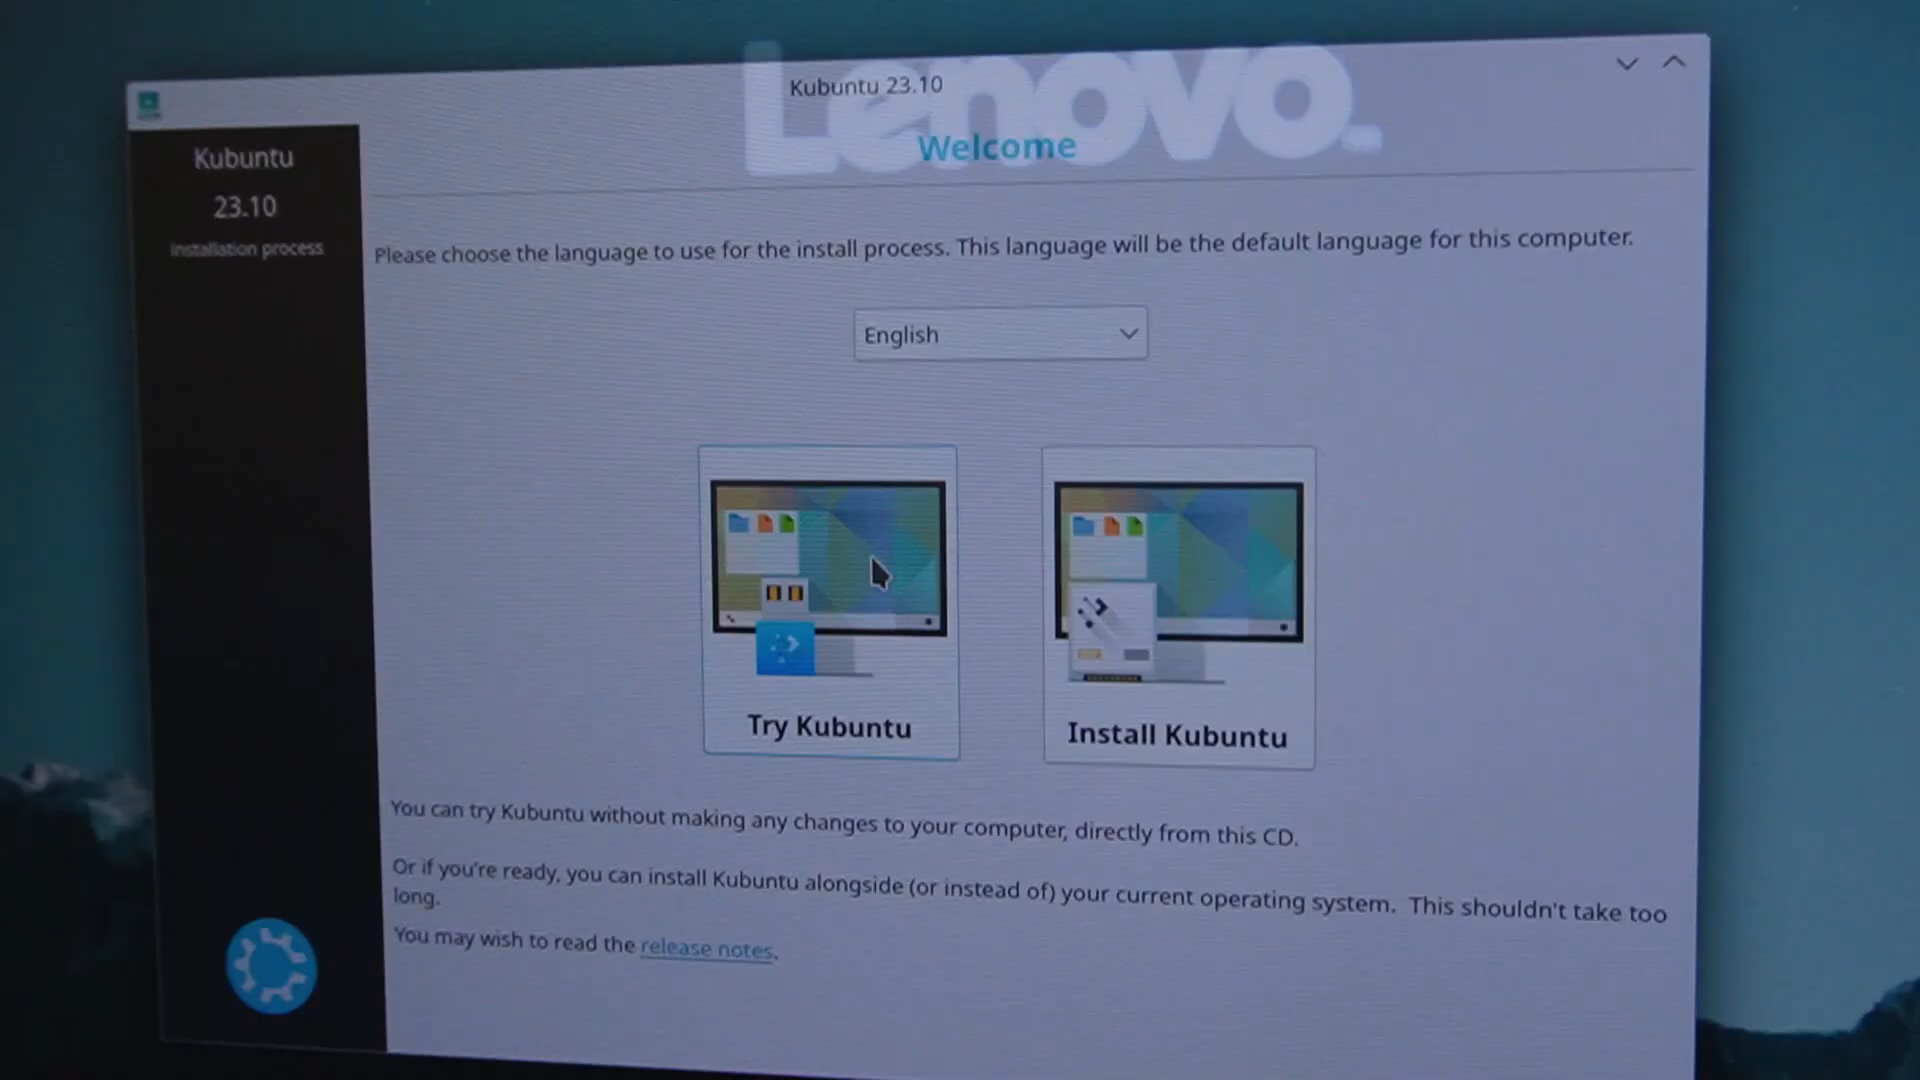 Lenovo.
Kubuntu 23.10
Welcome
Kubuntu
23.10
installation process
Please choose the language to use for the install process. This language will be the default language for this computer.
English
Try Kubuntu
Install Kubuntu
You can try Kubuntu without making any changes to your computer, directly from this CD.
Or if you're ready, you can install Kubuntu alongside (or instead of) your current operating system. This shouldn't take too
long.
You may wish to read the release notes.